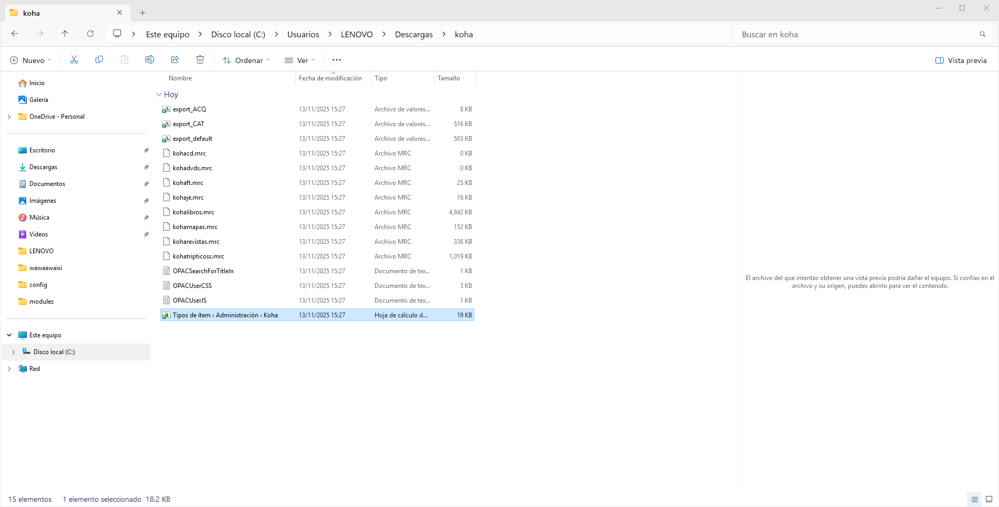 koha
Este equipo > Disco local (C:) > Usuarios > LENOVO > Descargas > koha
Buscar en koha
Nuevo
Ordenar
Ver
Vista previa
Inicio
Galería
OneDrive - Personal
Escritorio
Descargas
Documentos
Imágenes
Música
Videos
LENOVO
wawaawaisi
config
modules
Este equipo
Disco local (C:)
Red
Nombre Fecha de modificación Tipo Tamaño
Hoy
export_ACQ 13/11/2025 15:27 Archivo de valores... 8 KB
export_CAT 13/11/2025 15:27 Archivo de valores... 516 KB
export_default 13/11/2025 15:27 Archivo de valores... 503 KB
kohacd.mrc 13/11/2025 15:27 Archivo MRC 0 KB
kohadvds.mrc 13/11/2025 15:27 Archivo MRC 0 KB
kohaft.mrc 13/11/2025 15:27 Archivo MRC 25 KB
kohaje.mrc 13/11/2025 15:27 Archivo MRC 16 KB
kohalibros.mrc 13/11/2025 15:27 Archivo MRC 4,842 KB
kohamapas.mrc 13/11/2025 15:27 Archivo MRC 152 KB
koharevistas.mrc 13/11/2025 15:27 Archivo MRC 336 KB
kohatripticoss.mrc 13/11/2025 15:27 Archivo MRC 1,019 KB
OPACSearchForTitleIn 13/11/2025 15:27 Documento de tex... 1 KB
OPACUserCSS 13/11/2025 15:27 Documento de tex... 3 KB
OPACUserJS 13/11/2025 15:27 Documento de tex... 1 KB
Tipos de ítem › Administración › Koha 13/11/2025 15:27 Hoja de cálculo d... 19 KB
El archivo del que intentas obtener una vista previa podría dañar el equipo. Si confías en el
archivo y su origen, puedes abrirlo para ver el contenido.
15 elementos 1 elemento seleccionado 18.2 KB